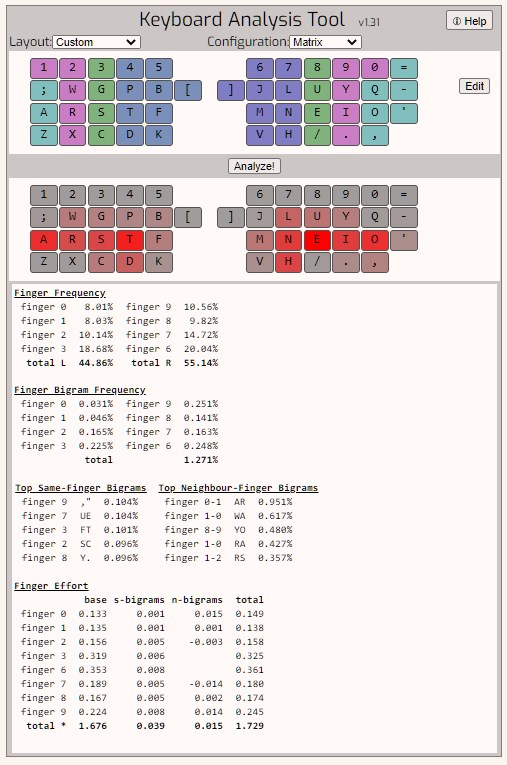 Keyboard Analysis Tool v1.31
Help
Layout: Custom Configuration: Matrix
1 2 3 4 5 6 7 8 9 0 =
; W G P B [ ] J L U Y Q -
Edit
A R S T F M N E I O '
Z X C D K V H / . ,
Analyze!
1 2 3 4 5 6 7 8 9 0 =
; W G P B [ ] J L U Y Q -
A R S T F M N E I O '
Z X C D K V H / . ,
Finger Frequency
finger 0 8.01% finger 9 10.56%
finger 1 8.03% finger 8 9.82%
finger 2 10.14% finger 7 14.72%
finger 3 18.68% finger 6 20.04%
total L 44.86% total R 55.14%
Finger Bigram Frequency
finger 0 0.031% finger 9 0.251%
finger 1 0.046% finger 8 0.141%
finger 2 0.165% finger 7 0.163%
finger 3 0.225% finger 6 0.248%
total 1.271%
Top Same-Finger Bigrams Top Neighbour-Finger Bigrams
finger 9 ," 0.104% finger 0-1 AR 0.951%
finger 7 UE 0.104% finger 1-0 WA 0.617%
finger 3 FT 0.101% finger 8-9 YO 0.480%
finger 2 SC 0.096% finger 1-0 RA 0.427%
finger 8 Y. 0.096% finger 1-2 RS 0.357%
Finger Effort
base s-bigrams n-bigrams total
finger 0 0.133 0.001 0.015 0.149
finger 1 0.135 0.001 0.001 0.138
finger 2 0.156 0.005 -0.003 0.158
finger 3 0.319 0.006 0.325
finger 6 0.353 0.008 0.361
finger 7 0.189 0.005 -0.014 0.180
finger 8 0.167 0.005 0.002 0.174
finger 9 0.224 0.008 0.014 0.245
total * 1.676 0.039 0.015 1.729